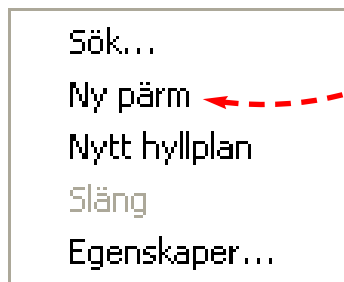 Sök...
Ny pärm
Nytt hyllplan
Släng
Egenskaper...